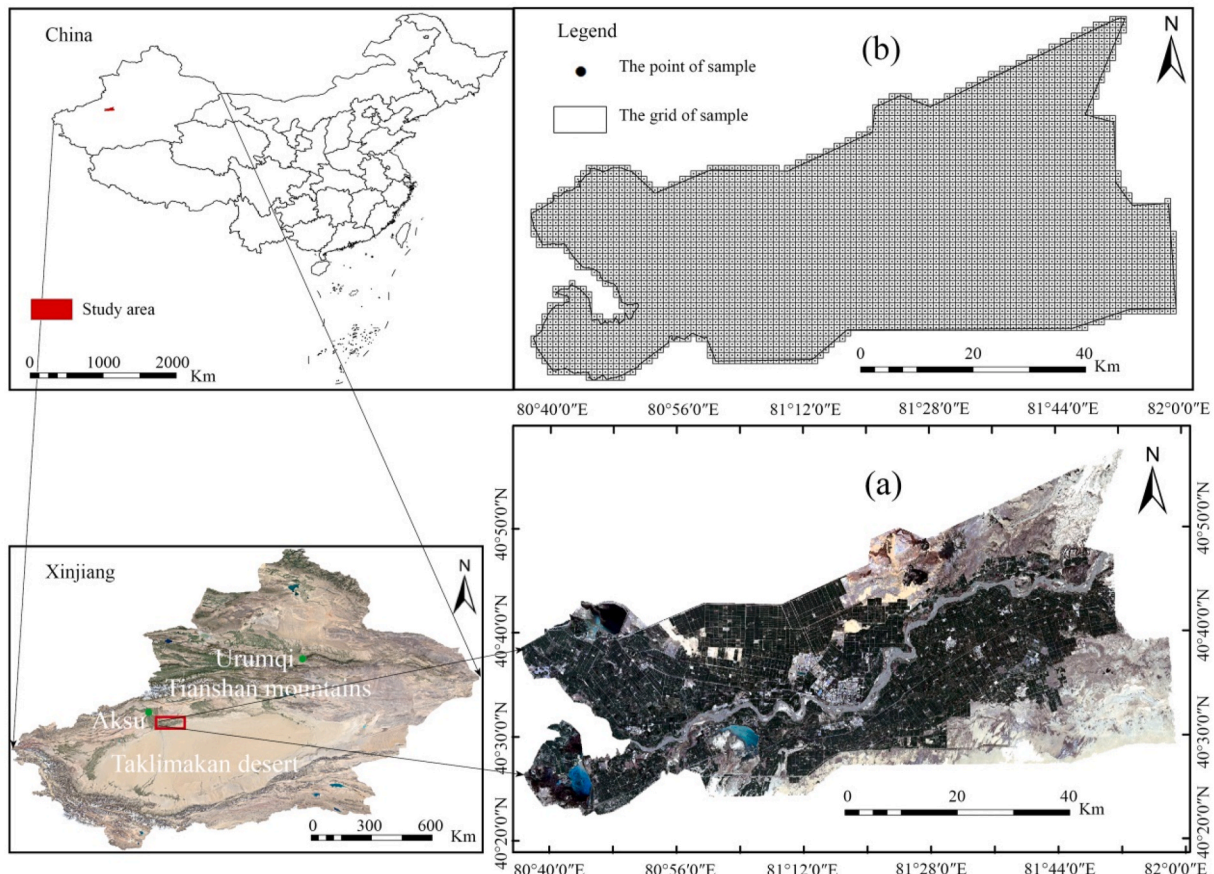 China
Study area
0 1000 2000
Km
Legend
The point of sample
The grid of sample
(b)
N
0 20 40
Km
80°40′0″E 80°56′0″E 81°12′0″E 81°28′0″E 81°44′0″E 82°0′0″E
Xinjiang
N
Urumqi
Tianshan mountains
Aksu
Taklimakan desert
0 300 600
Km
(a)
N
40°50′0″N
40°40′0″N
40°30′0″N
40°20′0″N
40°50′0″N
40°40′0″N
40°30′0″N
40°20′0″N
0 20 40
Km
80°40′0″E 80°56′0″E 81°12′0″E 81°28′0″E 81°44′0″E 82°0′0″E